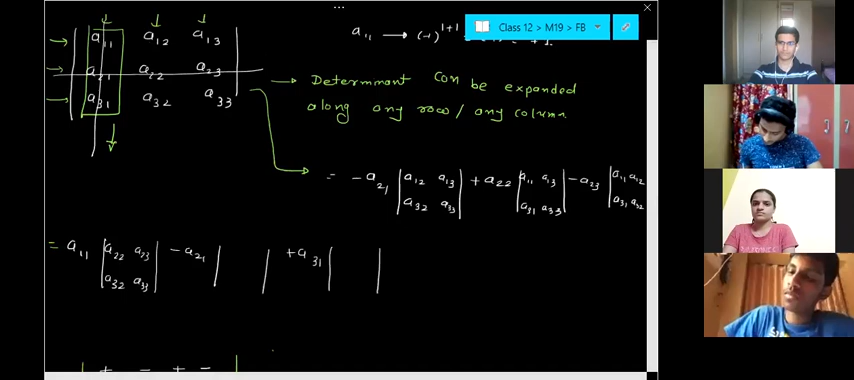 a11 a12 a13
a21 a22 a23
a31 a32 a33
a11 → (-1)^1+1
Class 12 > M19 > FB
→ Determinant can be expanded
along any row/ any column
= -a21 |a12 a13 a32 a33| +a22 |a11 a13 a31 a33| -a23 |a11 a12 a31 a32|
= a11 |a22 a23 a32 a33| -a21 | | +a31 | |
+ - + -